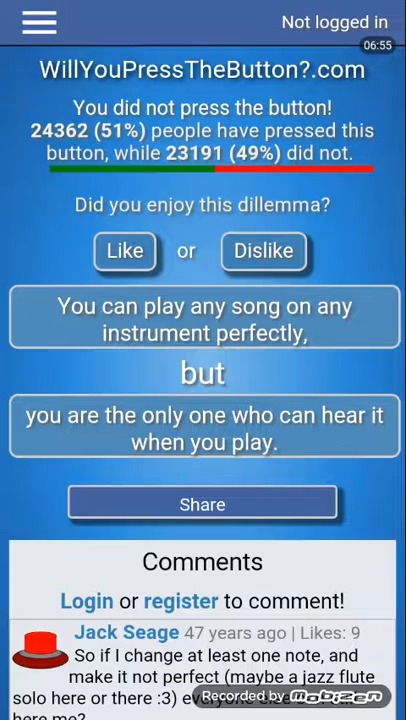 Not logged in
06:55
WillYouPressTheButton?.com
You did not press the button!
24362 (51%) people have pressed this
button, while 23191 (49%) did not.
Did you enjoy this dillemma?
Like or Dislike
You can play any song on any
instrument perfectly,
but
you are the only one who can hear it
when you play.
Share
Comments
Login or register to comment!
Jack Seage 47 years ago | Likes: 9
So if I change at least one note, and
make it not perfect (maybe a jazz flute
solo here or there :3)
Recorded by mobizen
here me?